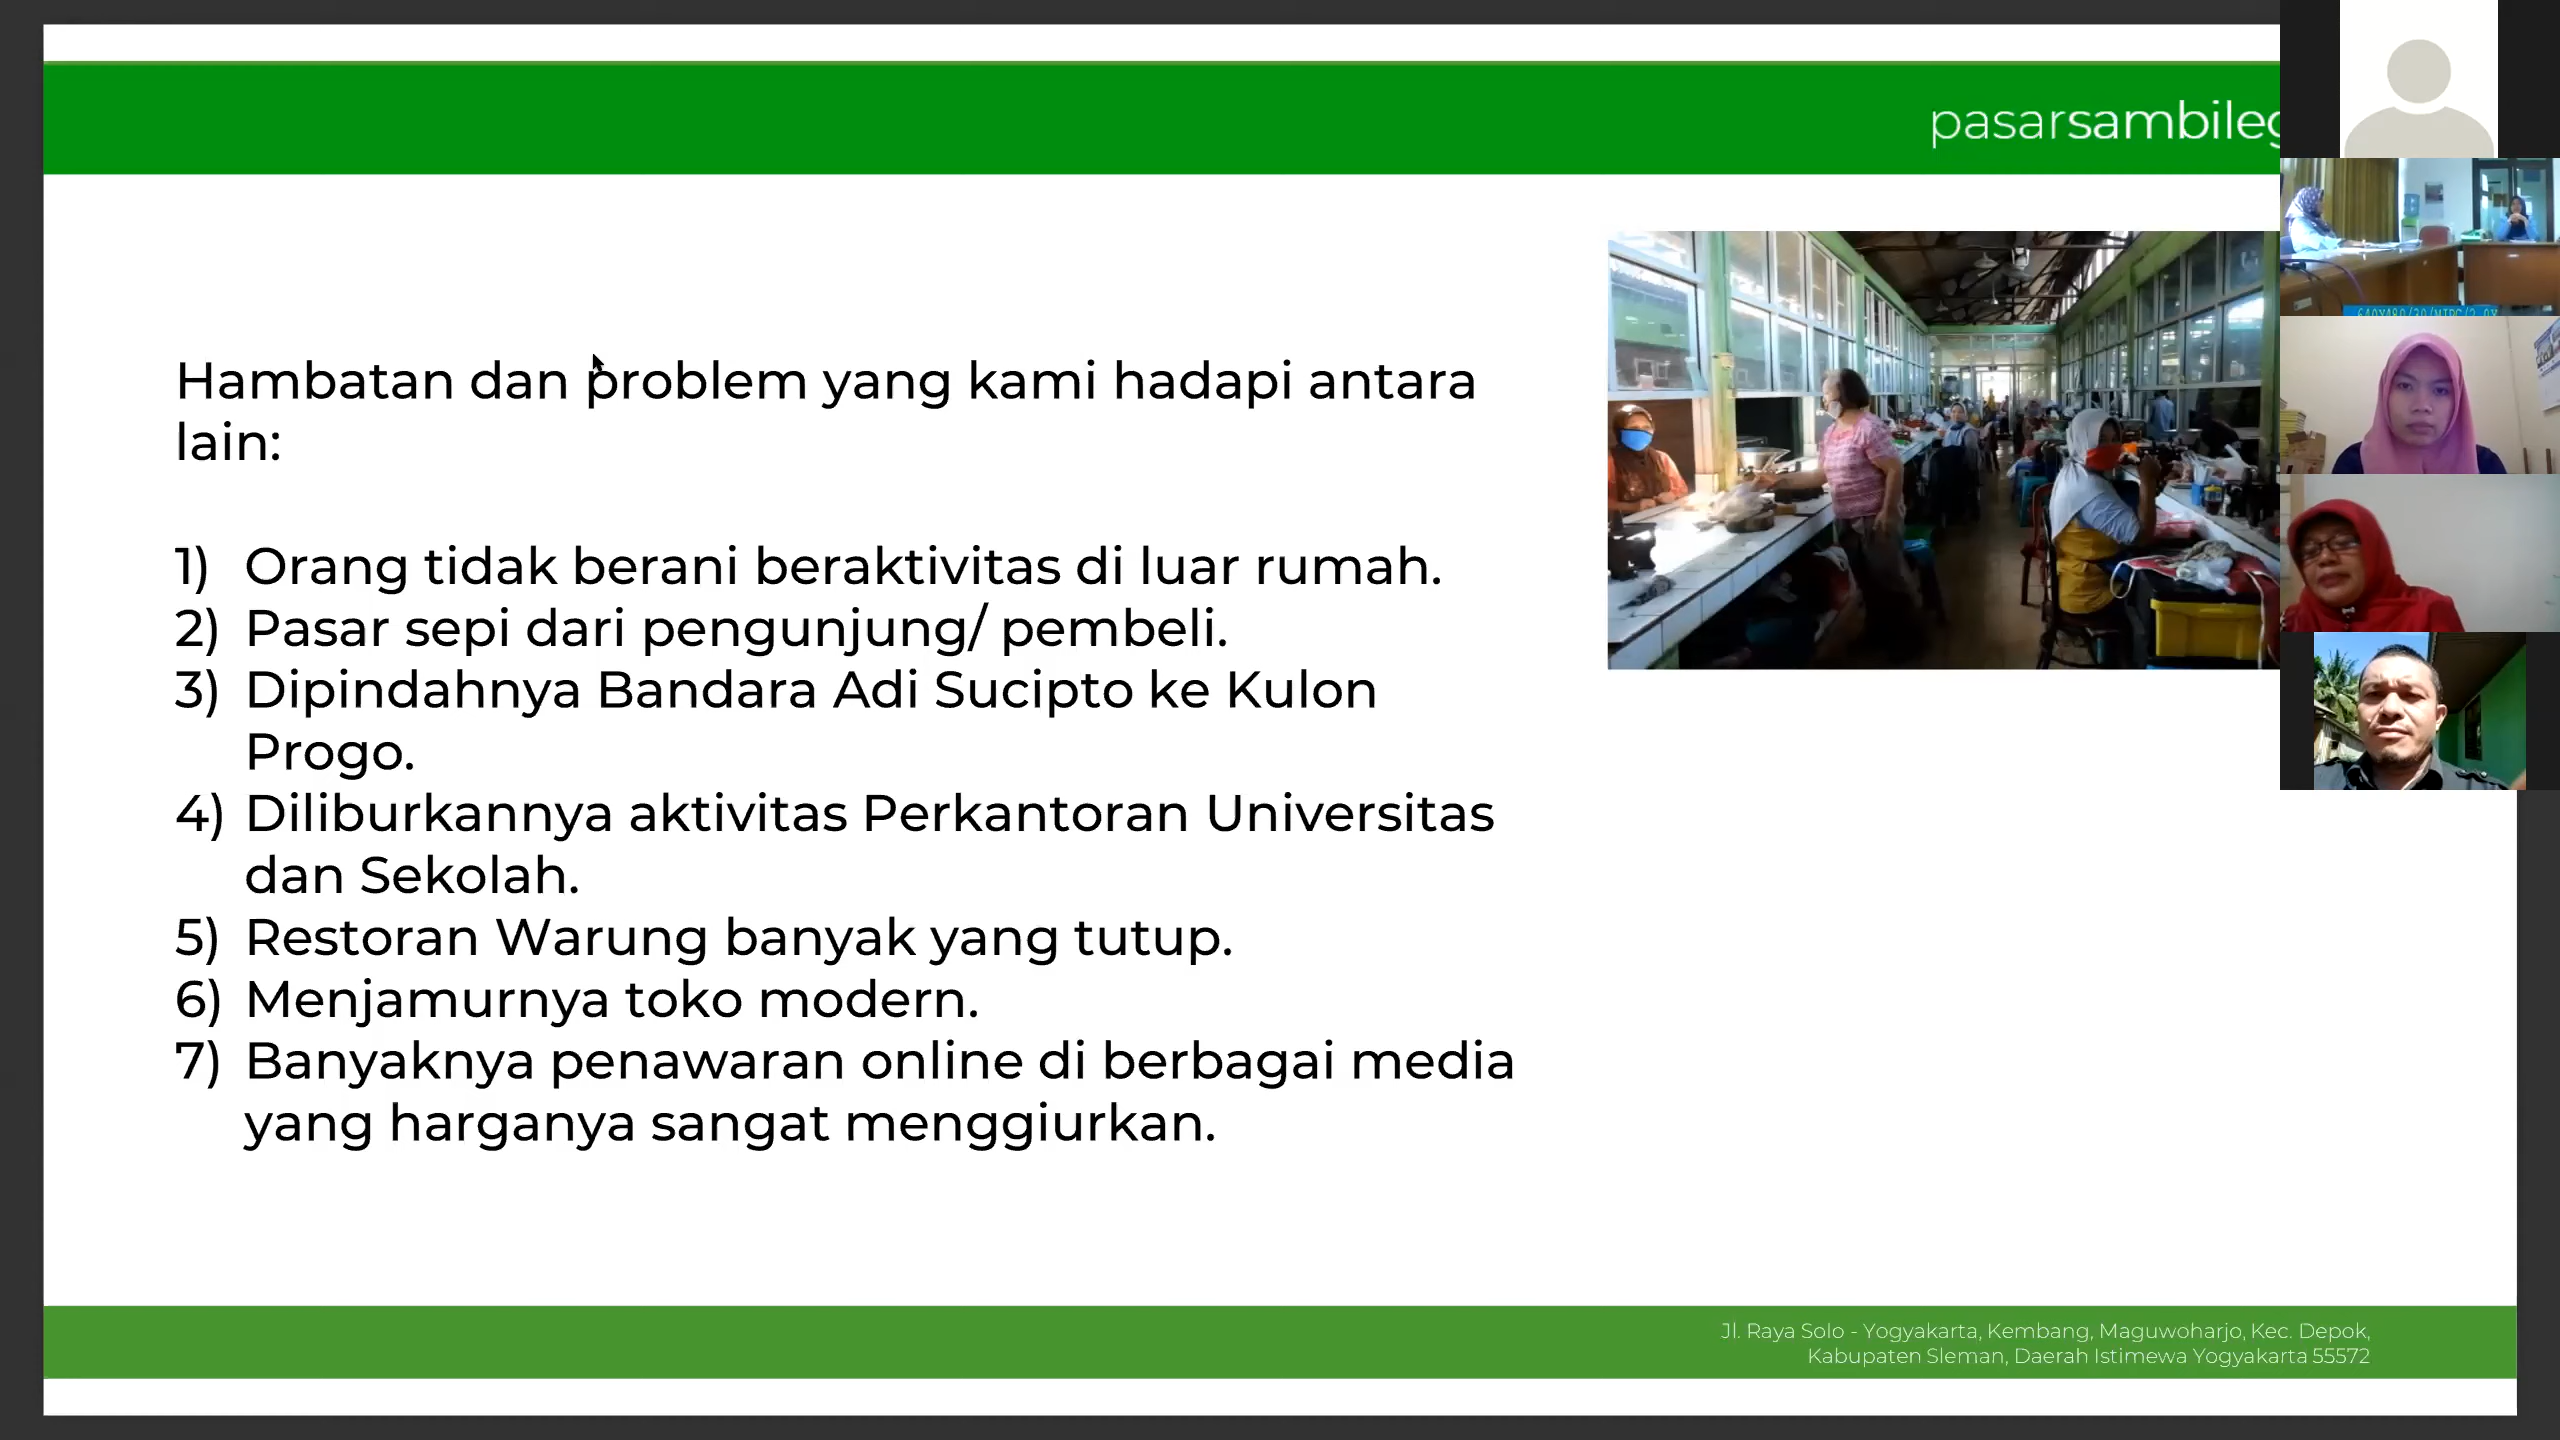 Hambatan dan problem yang kami hadapi antara
lain:
1) Orang tidak berani beraktivitas di luar rumah.
2) Pasar sepi dari pengunjung/ pembeli.
3) Dipindahnya Bandara Adi Sucipto ke Kulon
Progo.
4) Diliburkannya aktivitas Perkantoran Universitas
dan Sekolah.
5) Restoran Warung banyak yang tutup.
6) Menjamurnya toko modern.
7) Banyaknya penawaran online di berbagai media
yang harganya sangat menggiurkan.
Jl. Raya Solo - Yogyakarta, Kembang, Maguwoharjo, Kec. Depok,
Kabupaten Sleman, Daerah Istimewa Yogyakarta 55572